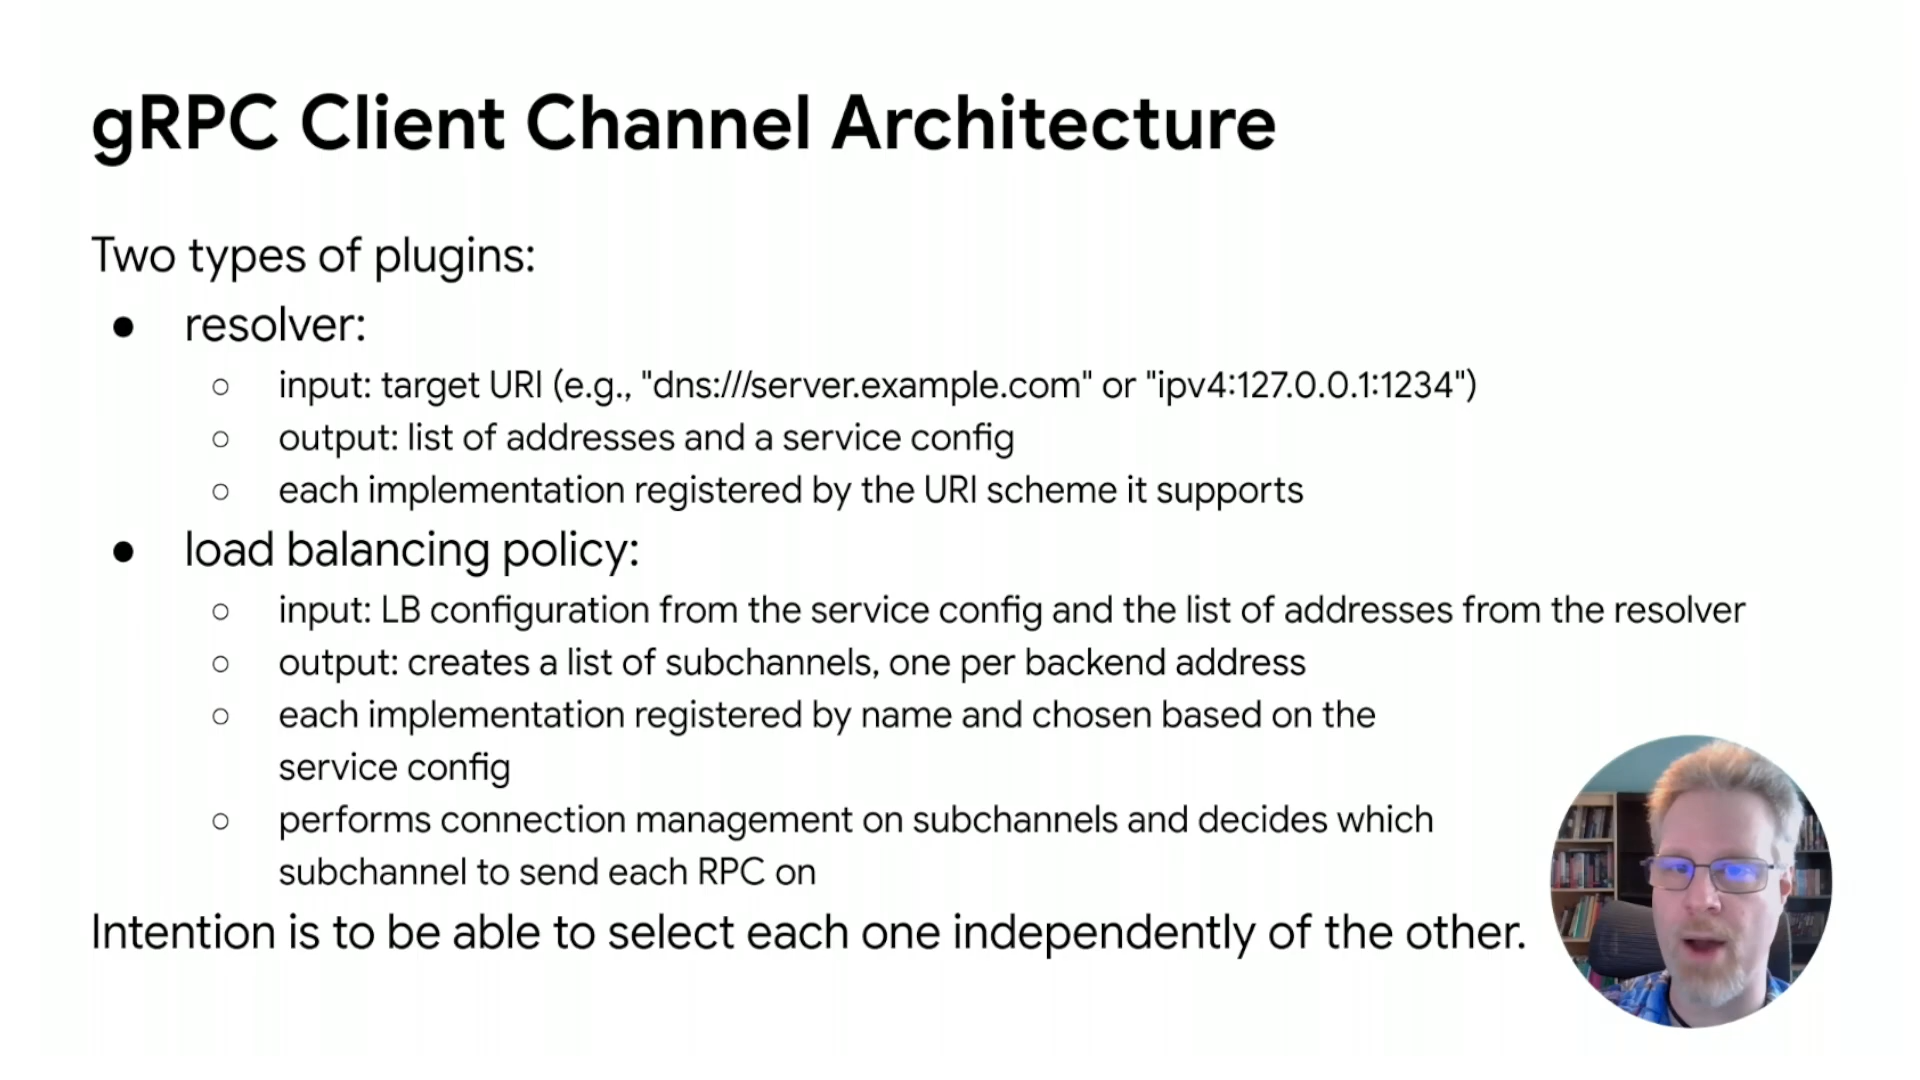 gRPC Client Channel Architecture
Two types of plugins:
● resolver:
○ input: target URI (e.g., "dns:///server.example.com" or "ipv4:127.0.0.1:1234")
○ output: list of addresses and a service config
○ each implementation registered by the URI scheme it supports
● load balancing policy:
○ input: LB configuration from the service config and the list of addresses from the resolver
○ output: creates a list of subchannels, one per backend address
○ each implementation registered by name and chosen based on the
service config
○ performs connection management on subchannels and decides which
subchannel to send each RPC on
Intention is to be able to select each one independently of the other.